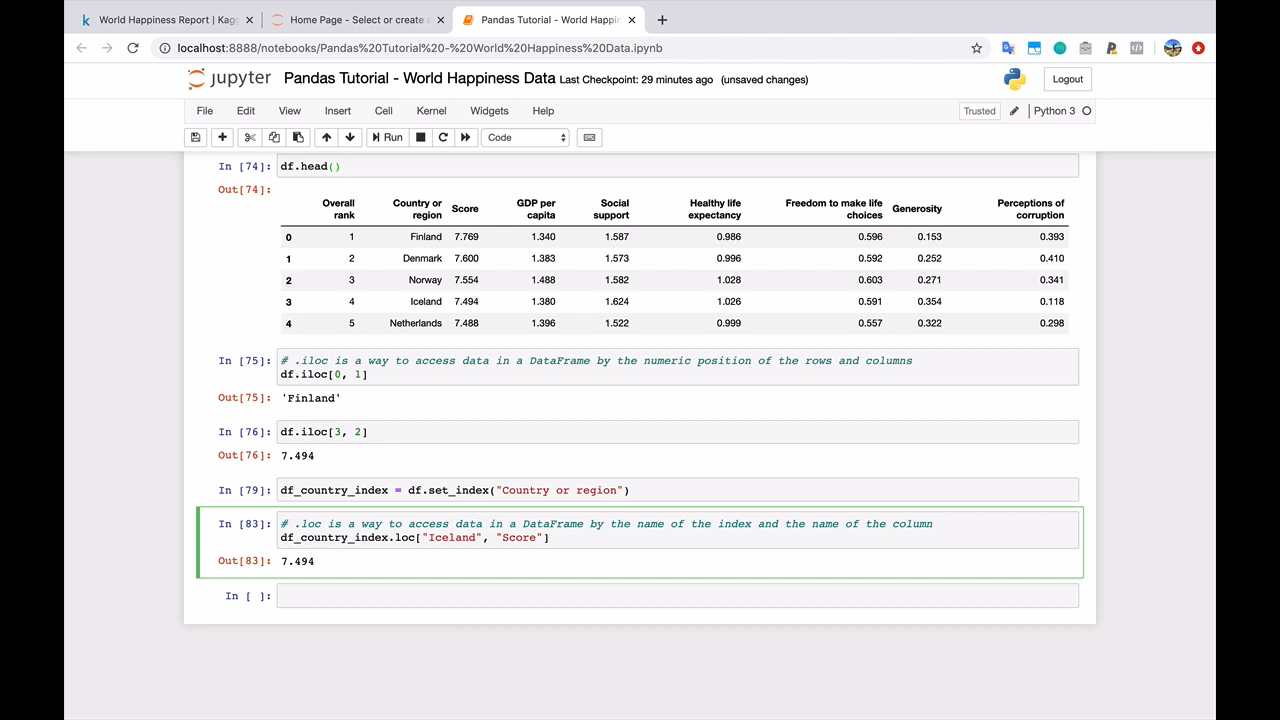 World Happiness Report | Kag
Home Page - Select or create a
Pandas Tutorial - World Happin
localhost:8888/notebooks/Pandas%20Tutorial%20-%20World%20Happiness%20Data.ipynb
jupyter Pandas Tutorial - World Happiness Data Last Checkpoint: 29 minutes ago (unsaved changes)
Logout
File Edit View Insert Cell Kernel Widgets Help
Trusted Python 3
Run Code
In [74]: df.head()
Out[74]:
Overall rank Country or region Score GDP per capita Social support Healthy life expectancy Freedom to make life choices Generosity Perceptions of corruption
0 1 Finland 7.769 1.340 1.587 0.986 0.596 0.153 0.393
1 2 Denmark 7.600 1.383 1.573 0.996 0.592 0.252 0.410
2 3 Norway 7.554 1.488 1.582 1.028 0.603 0.271 0.341
3 4 Iceland 7.494 1.380 1.624 1.026 0.591 0.354 0.118
4 5 Netherlands 7.488 1.396 1.522 0.999 0.557 0.322 0.298
In [75]: # .iloc is a way to access data in a DataFrame by the numeric position of the rows and columns
df.iloc[0, 1]
Out[75]: 'Finland'
In [76]: df.iloc[3, 2]
Out[76]: 7.494
In [79]: df_country_index = df.set_index("Country or region")
In [83]: # .loc is a way to access data in a DataFrame by the name of the index and the name of the column
df_country_index.loc["Iceland", "Score"]
Out[83]: 7.494
In [ ]: